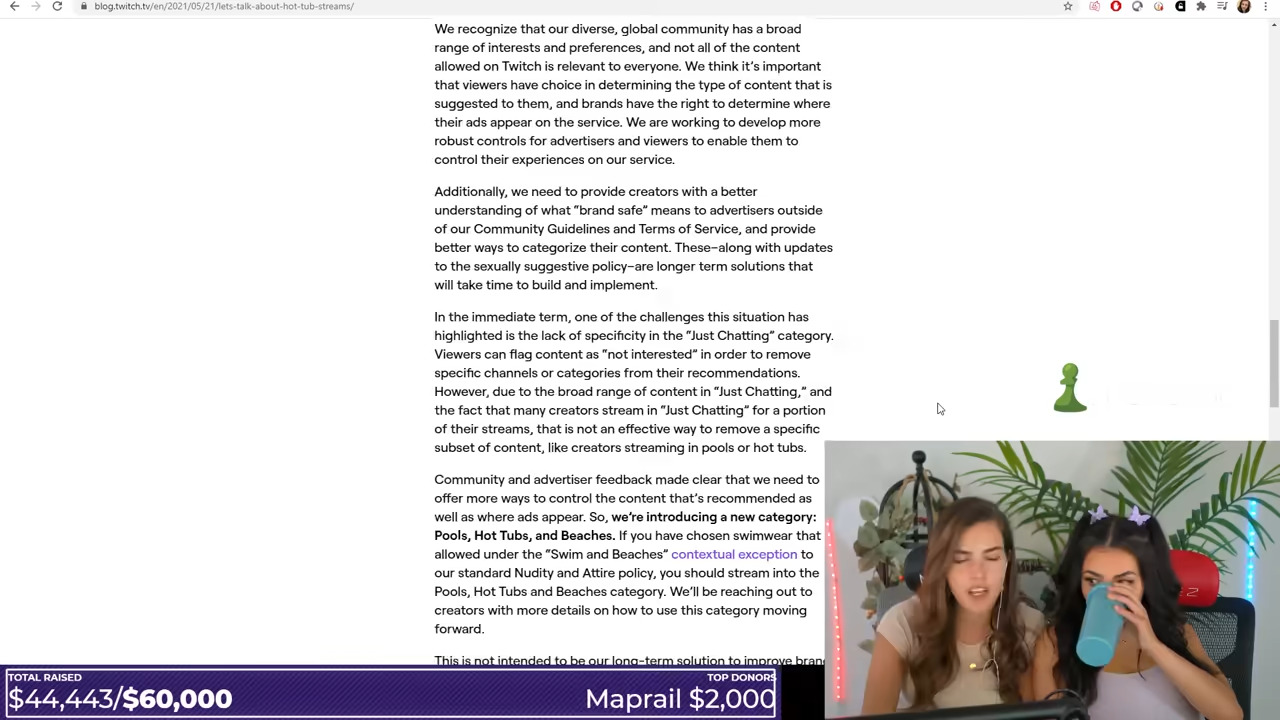 blog.twitch.tv/en/2021/05/21/lets-talk-about-hot-tub-streams/
We recognize that our diverse, global community has a broad
range of interests and preferences, and not all of the content
allowed on Twitch is relevant to everyone. We think it's important
that viewers have choice in determining the type of content that is
suggested to them, and brands have the right to determine where
their ads appear on the service. We are working to develop more
robust controls for advertisers and viewers to enable them to
control their experiences on our service.
Additionally, we need to provide creators with a better
understanding of what “brand safe” means to advertisers outside
of our Community Guidelines and Terms of Service, and provide
better ways to categorize their content. These–along with updates
to the sexually suggestive policy–are longer term solutions that
will take time to build and implement.
In the immediate term, one of the challenges this situation has
highlighted is the lack of specificity in the “Just Chatting” category.
Viewers can flag content as “not interested” in order to remove
specific channels or categories from their recommendations.
However, due to the broad range of content in “Just Chatting,” and
the fact that many creators stream in “Just Chatting” for a portion
of their streams, that is not an effective way to remove a specific
subset of content, like creators streaming in pools or hot tubs.
Community and advertiser feedback made clear that we need to
offer more ways to control the content that's recommended as
well as where ads appear. So, we're introducing a new category:
Pools, Hot Tubs, and Beaches. If you have chosen swimwear that
allowed under the “Swim and Beaches” contextual exception to
our standard Nudity and Attire policy, you should stream into the
Pools, Hot Tubs and Beaches category. We'll be reaching out to
creators with more details on how to use this category moving
forward.
This is not intended to be our long-term solution to improve bran
TOTAL RAISED
$44,443/$60,000
TOP DONORS
Maprail $2,000